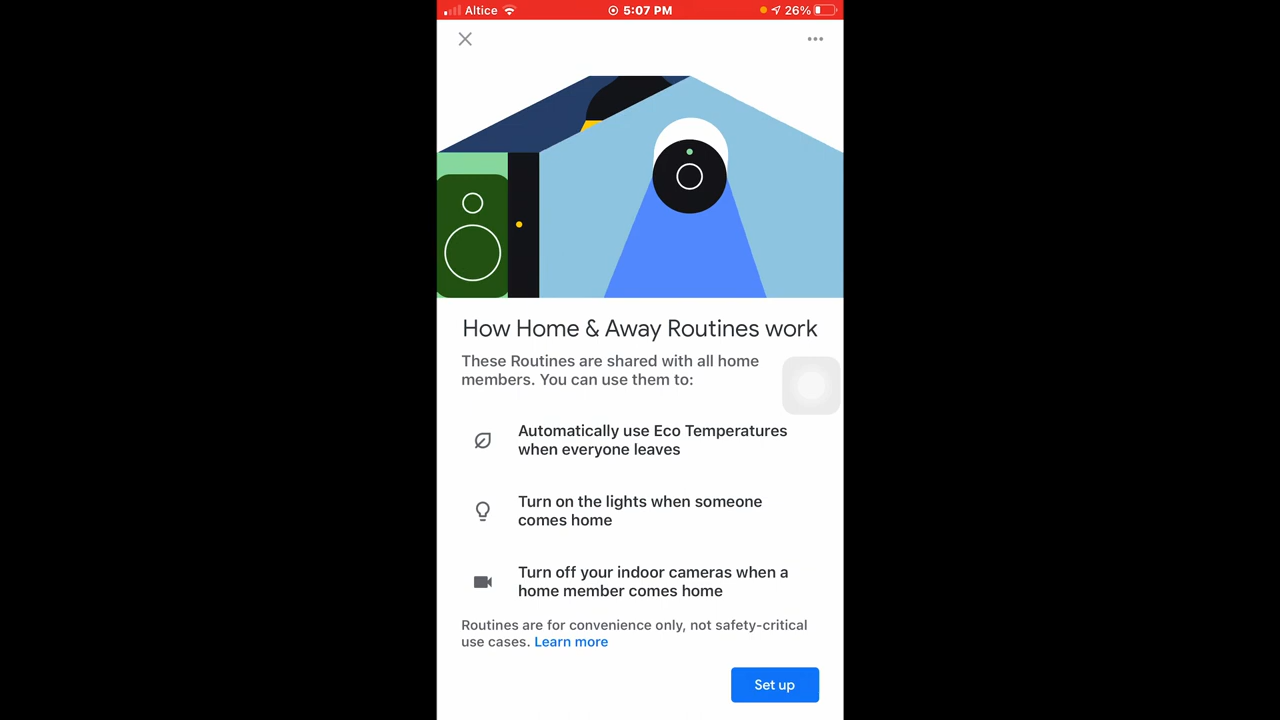 Altice 5:07 PM 26%
How Home & Away Routines work
These Routines are shared with all home
members. You can use them to:
Automatically use Eco Temperatures
when everyone leaves
Turn on the lights when someone
comes home
Turn off your indoor cameras when a
home member comes home
Routines are for convenience only, not safety-critical
use cases. Learn more
Set up